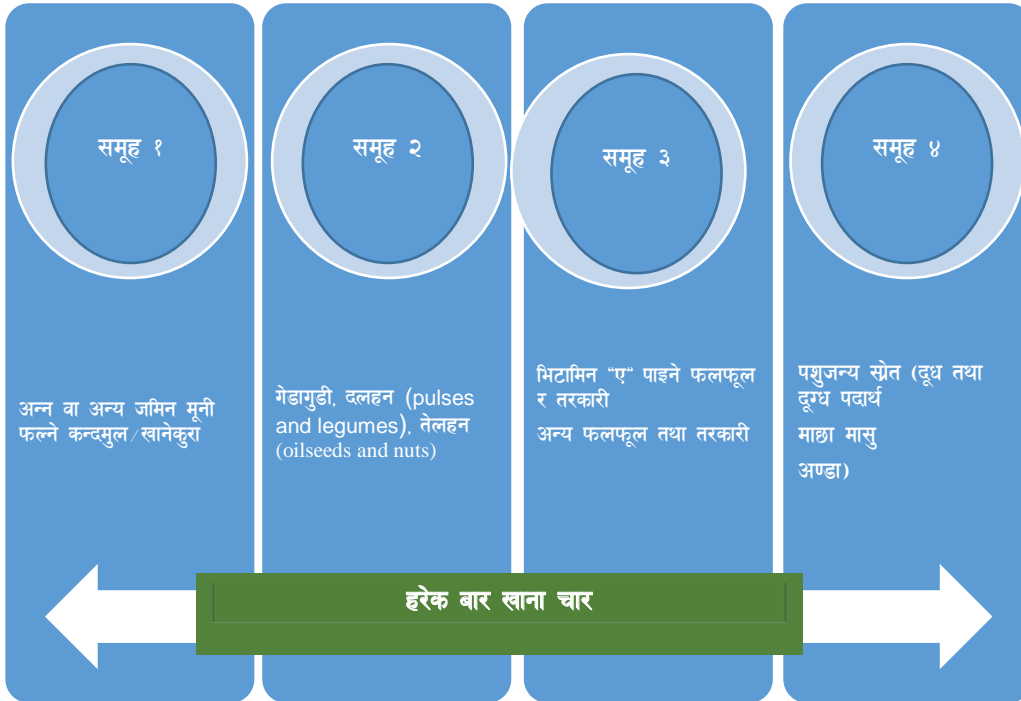 समूह १
समूह २
समूह ३
समूह ४
अन्न वा अन्य जमिन मूनी
फल्ने कन्दमुल/खानेकुरा
गेडागुडी, दलहन (pulses
and legumes), तेलहन
(oilseeds and nuts)
भिटामिन “ए” पाइने फलफूल
र तरकारी
अन्य फलफूल तथा तरकारी
पशुजन्य स्रोत (दूध तथा
दूग्ध पदार्थ
माछा मासु
अण्डा)
हरेक बार खाना चार